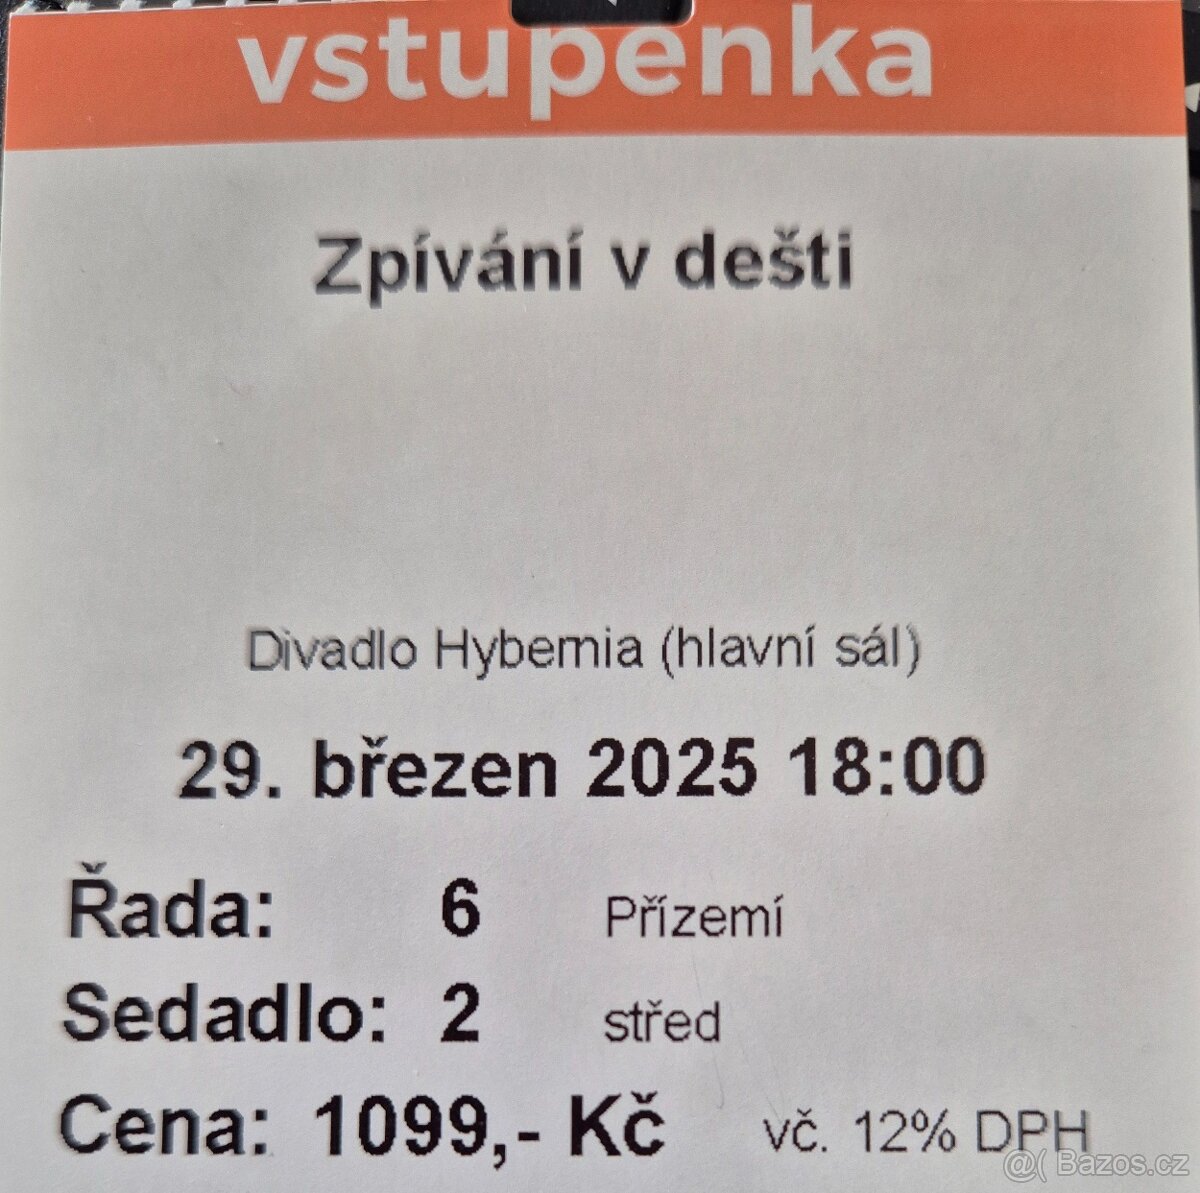 vstupenka
Zpívání v dešti
Divadlo Hybernia (hlavní sál)
29. březen 2025 18:00
Řada: 6 Přízemí
Sedadlo: 2 střed
Cena: 1099,- Kč vč. 12% DPH
@( Bazos.cz